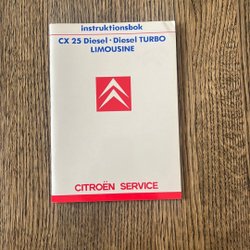 instruktionsbok
CX 25 Diesel · Diesel TURBO
LIMOUSINE
CITROËN SERVICE